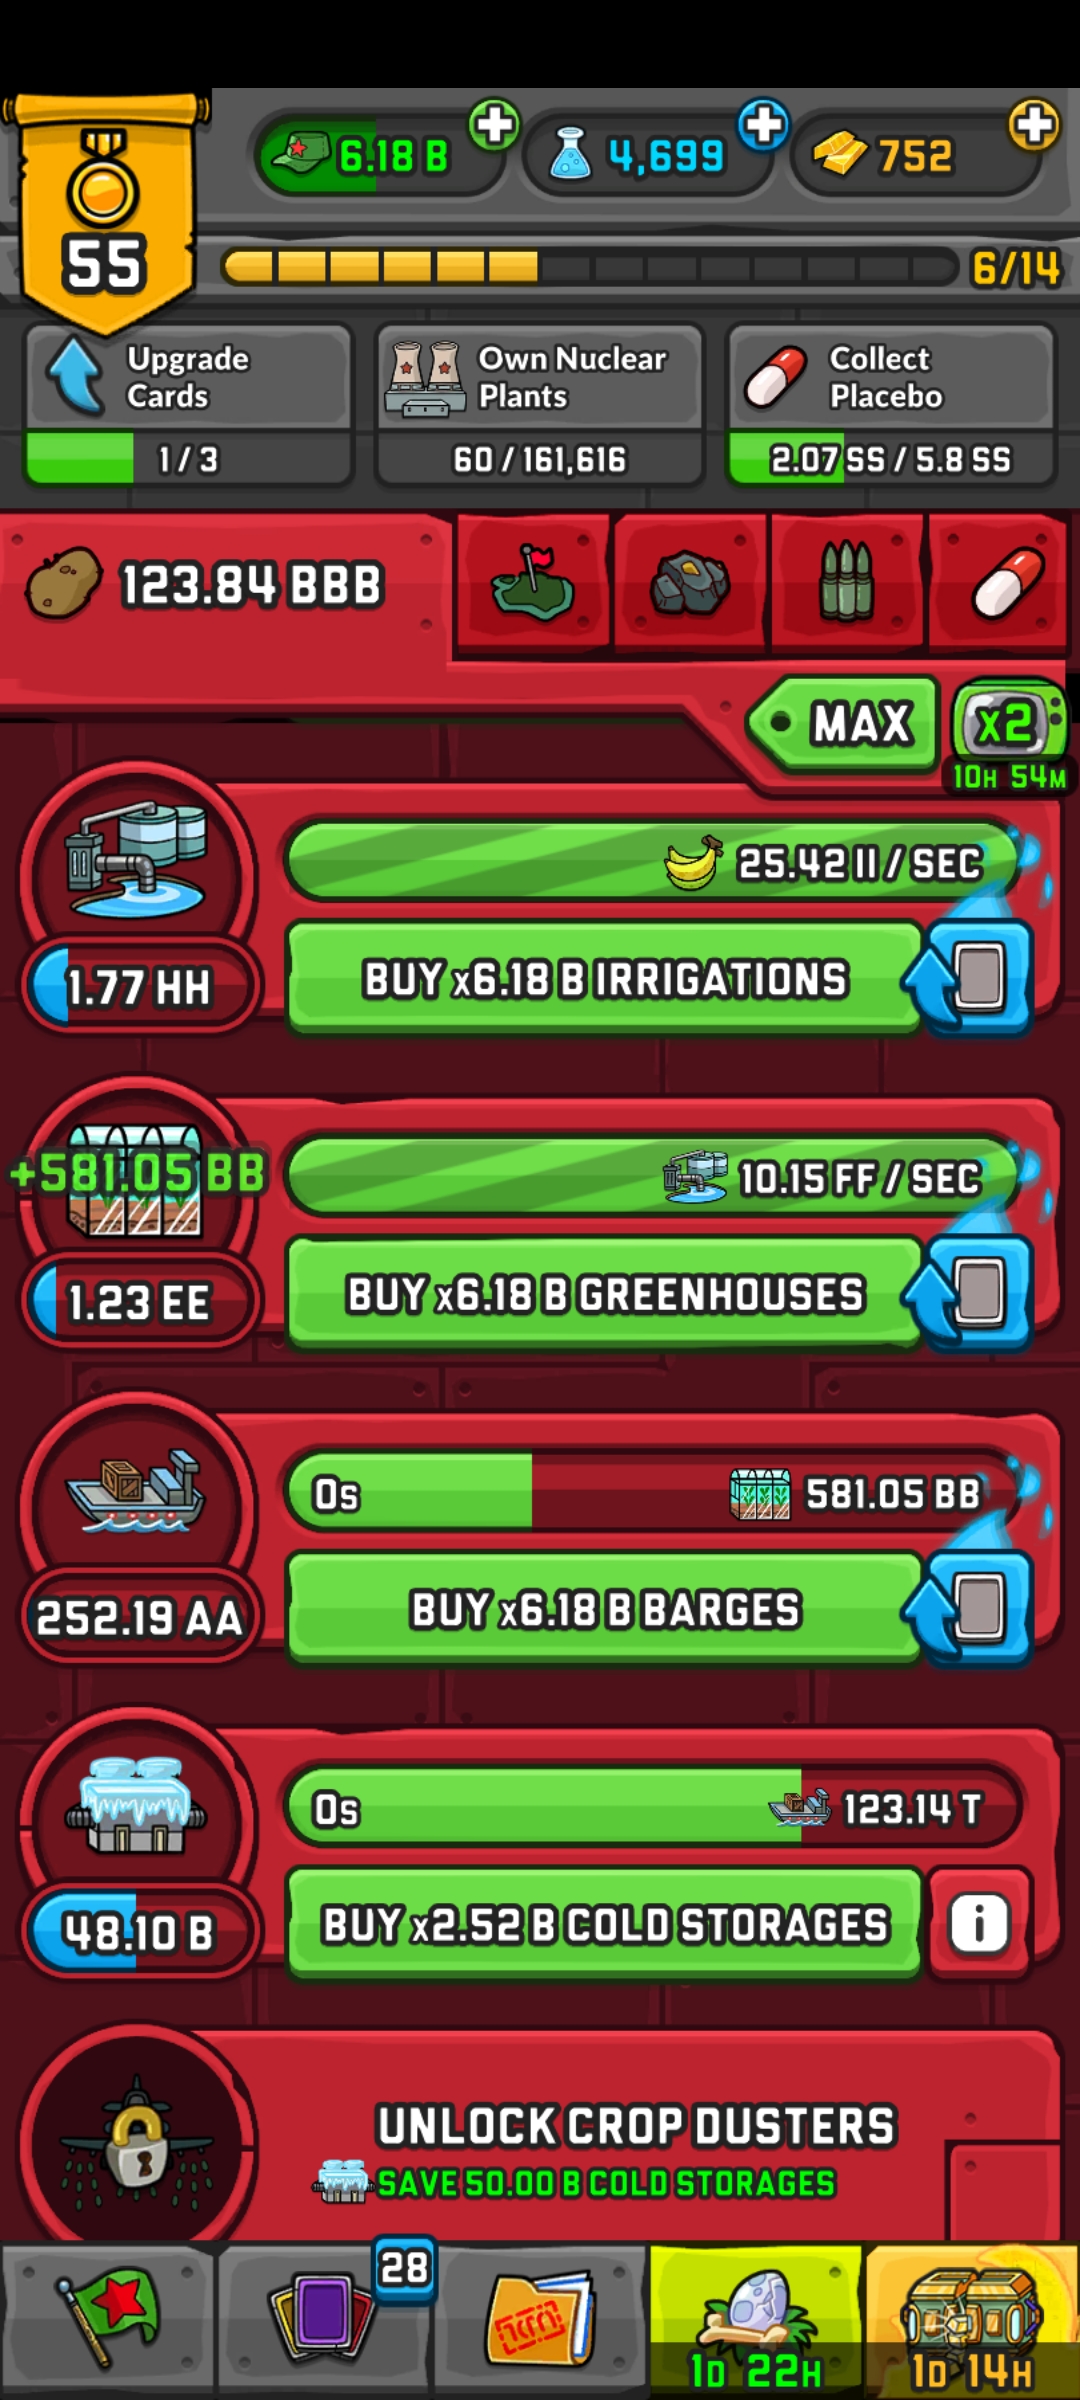 55
6.18 B
4,699
752
6/14
Upgrade
Cards
1 / 3
Own Nuclear
Plants
60 / 161,616
Collect
Placebo
2.07 SS / 5.8 SS
123.84 BBB
MAX
x2
10H 54M
25.42 II / SEC
1.77 HH
BUY x6.18 B IRRIGATIONS
+581.05 BB
10.15 FF / SEC
1.23 EE
BUY x6.18 B GREENHOUSES
0s
581.05 BB
252.19 AA
BUY x6.18 B BARGES
0s
123.14 T
48.10 B
BUY x2.52 B COLD STORAGES
i
UNLOCK CROP DUSTERS
SAVE 50.00 B COLD STORAGES
28
1D 22H
1D 14H